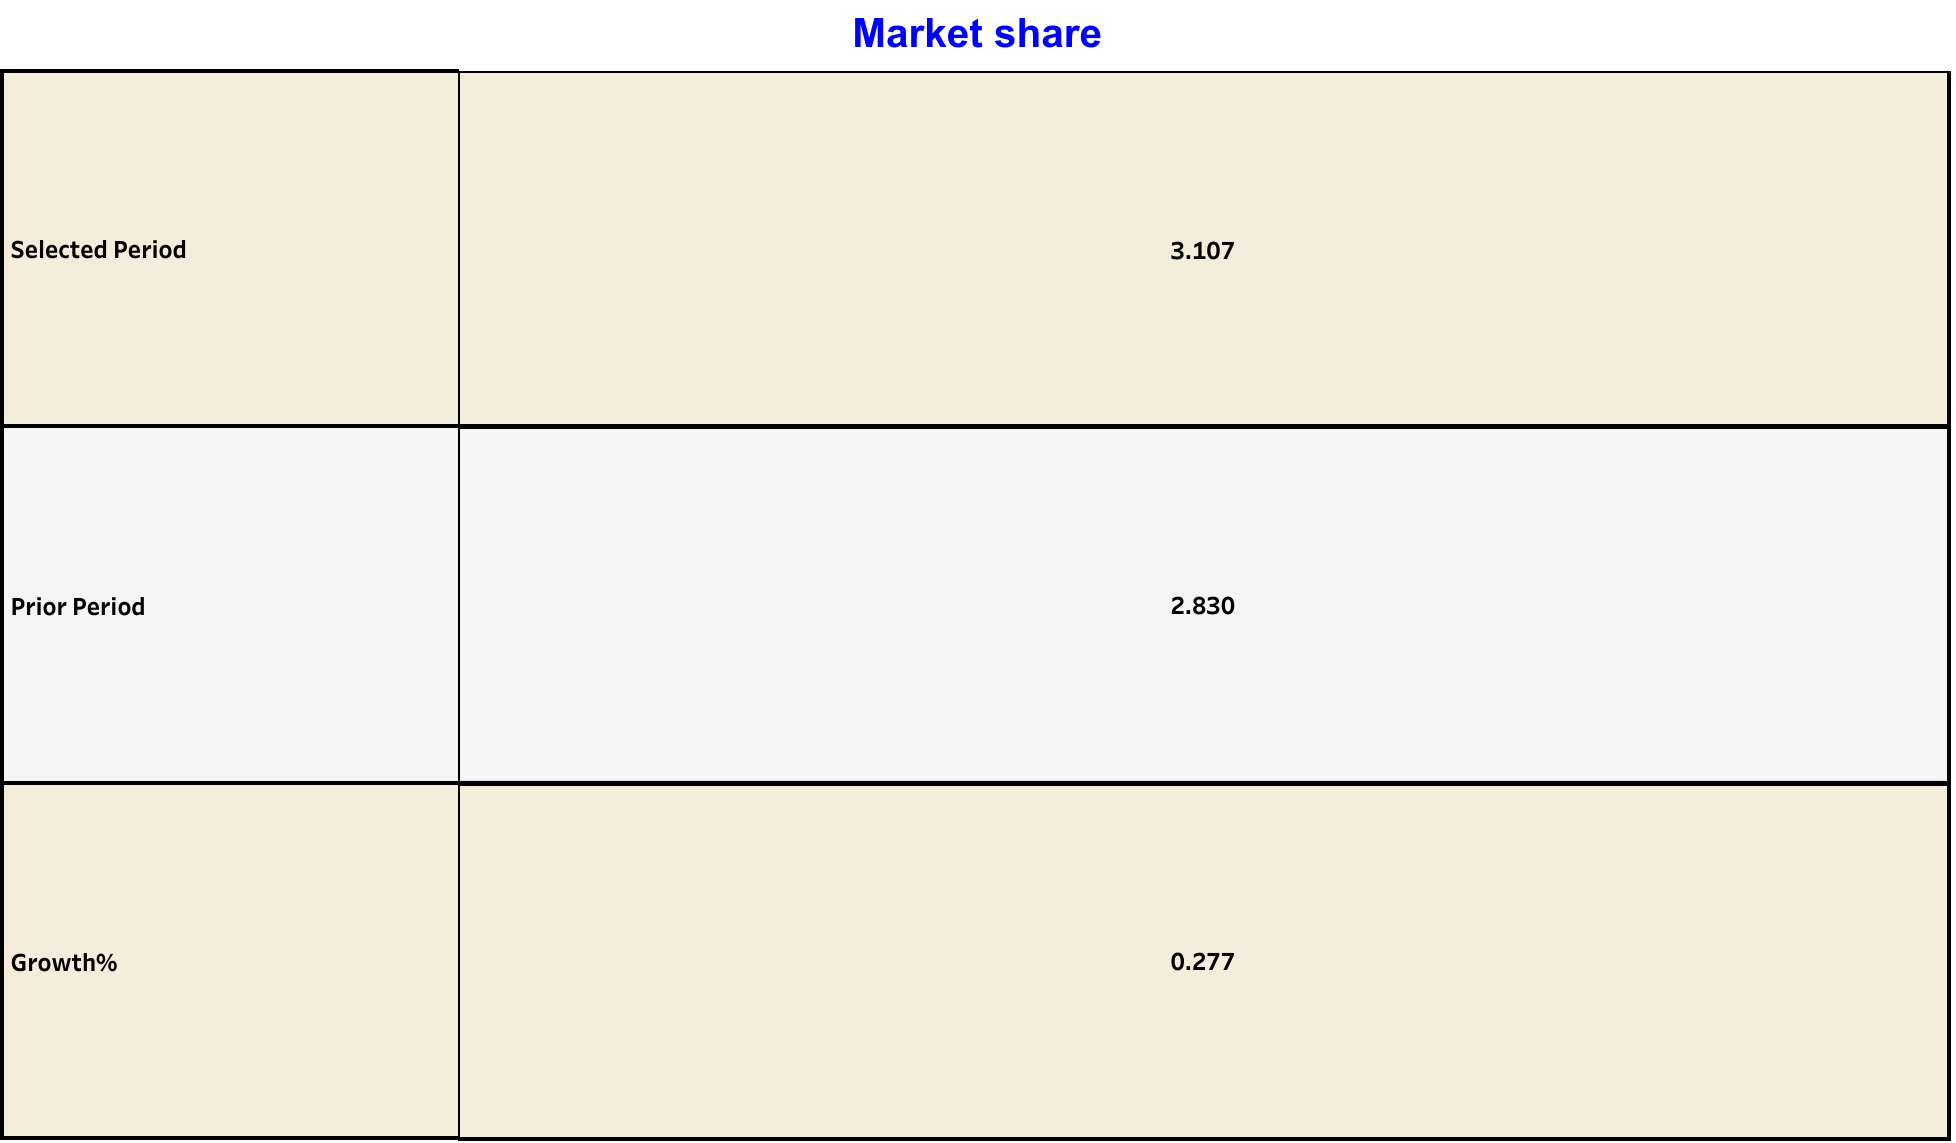 Market share
Selected Period 3.107
Prior Period 2.830
Growth% 0.277